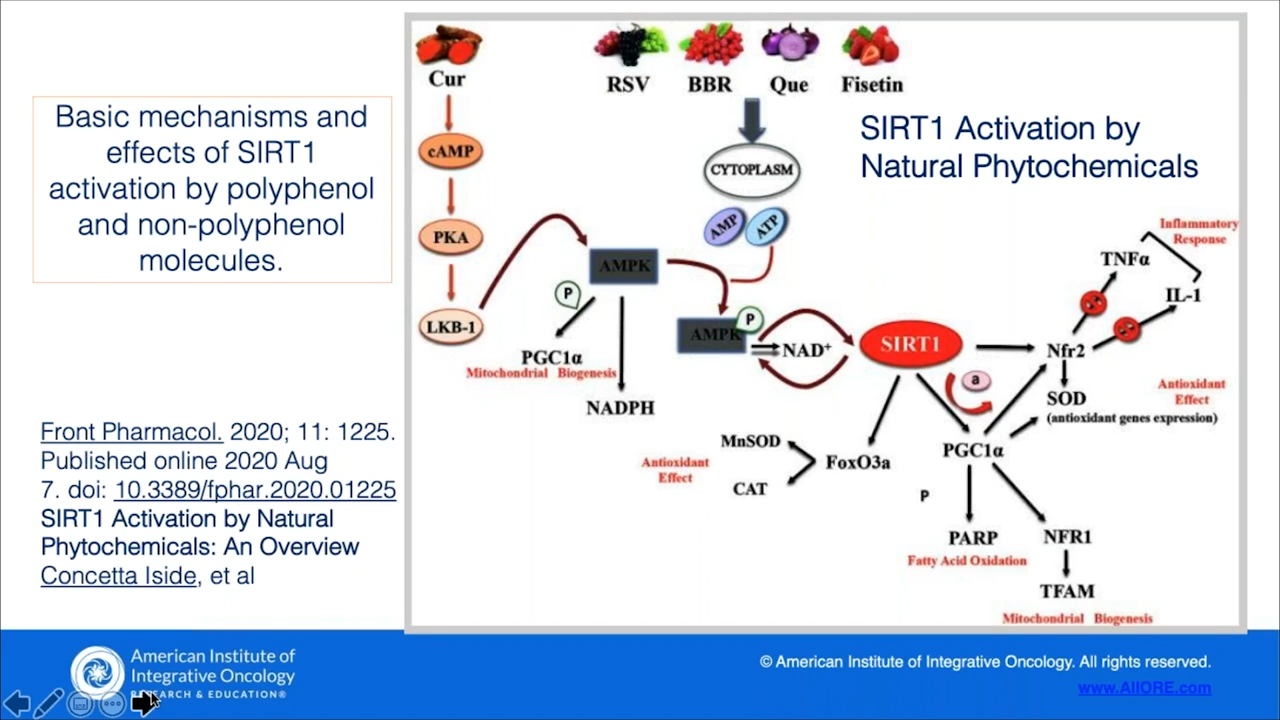 Basic mechanisms and
effects of SIRT1
activation by polyphenol
and non-polyphenol
molecules.
Front Pharmacol. 2020; 11: 1225.
Published online 2020 Aug
7. doi: 10.3389/fphar.2020.01225
SIRT1 Activation by Natural
Phytochemicals: An Overview
Concetta Iside, et al
Cur
RSV
BBR
Que
Fisetin
SIRT1 Activation by
Natural Phytochemicals
cAMP
CYTOPLASM
PKA
AMP
ATP
LKB-1
AMPK
P
PGC1α
Mitochondrial Biogenesis
NADPH
AMPK
P
NAD⁺
SIRT1
Nfr2
TNFα
IL-1
Inflammatory
Response
a
SOD
(antioxidant genes expression)
Antioxidant
Effect
MnSOD
CAT
Antioxidant
Effect
FoxO3a
PGC1α
P
PARP
Fatty Acid Oxidation
NFR1
TFAM
Mitochondrial Biogenesis
American Institute of
Integrative Oncology
RESEARCH & EDUCATION®
© American Institute of Integrative Oncology. All rights reserved.
www.AIIORE.com